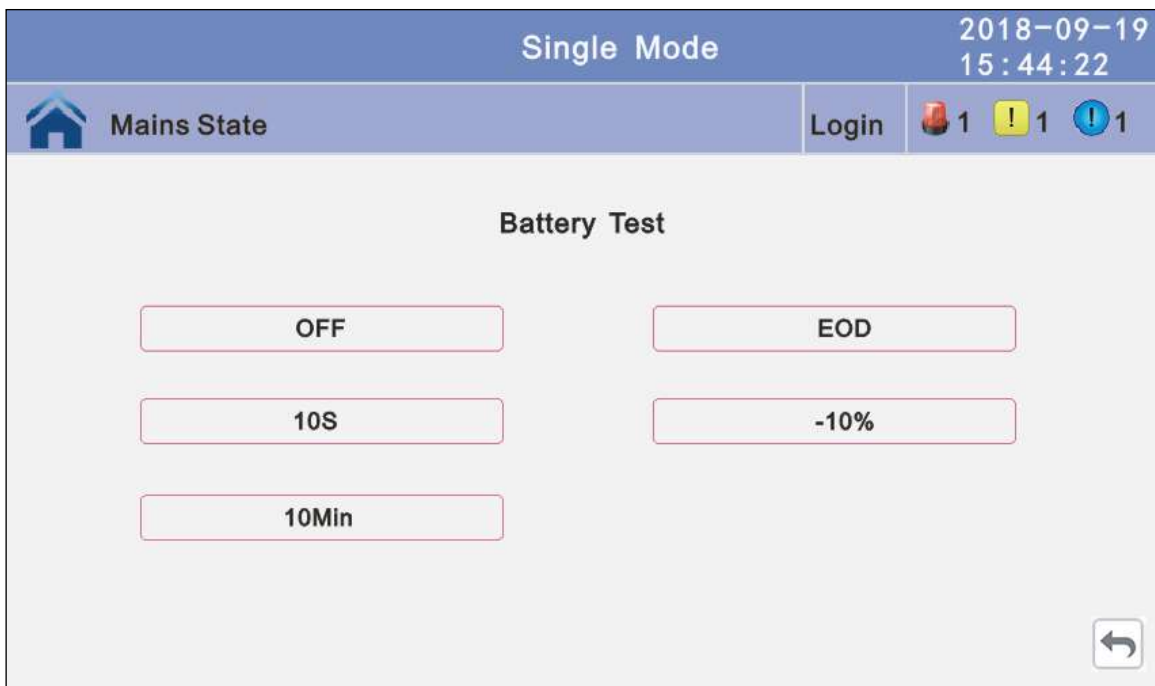 Single Mode
2018-09-19
15:44:22
Mains State
Login
1
! 1
! 1
Battery Test
OFF
EOD
10S
-10%
10Min